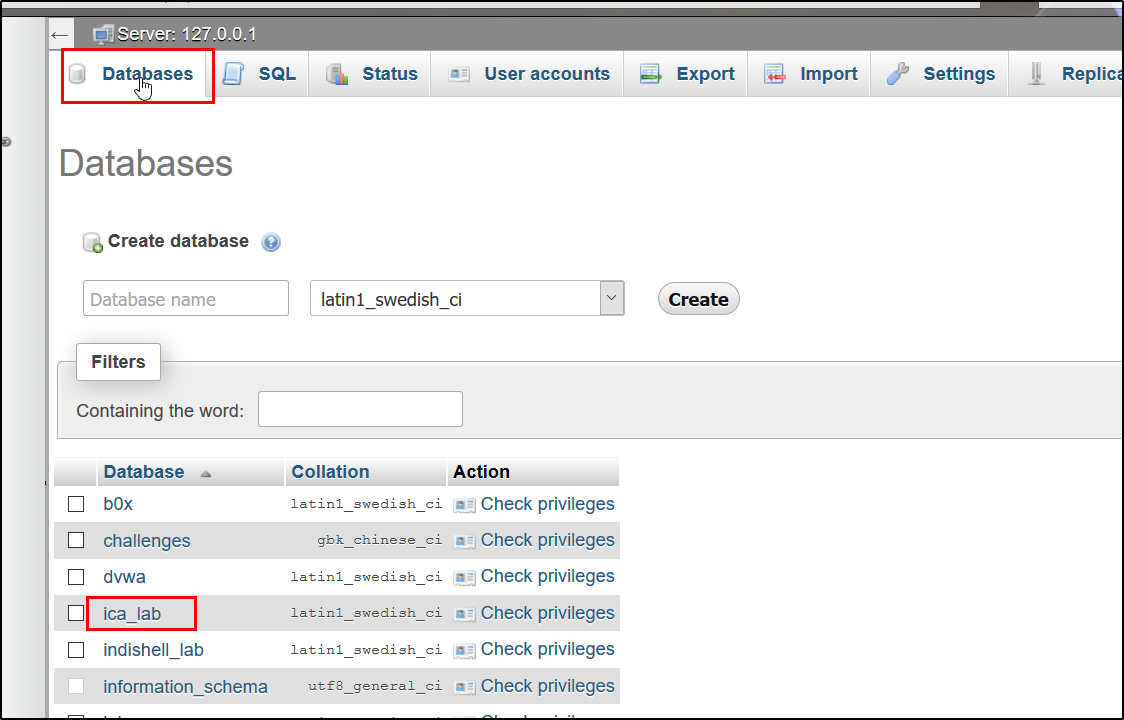 Server: 127.0.0.1
Databases SQL Status User accounts Export Import Settings
Databases
Create database
Database name latin1_swedish_ci Create
Filters
Containing the word:
Database Collation Action
b0x latin1_swedish_ci Check privileges
challenges gbk_chinese_ci Check privileges
dvwa latin1_swedish_ci Check privileges
ica_lab latin1_swedish_ci Check privileges
indishell_lab latin1_swedish_ci Check privileges
information_schema utf8_general_ci Check privileges